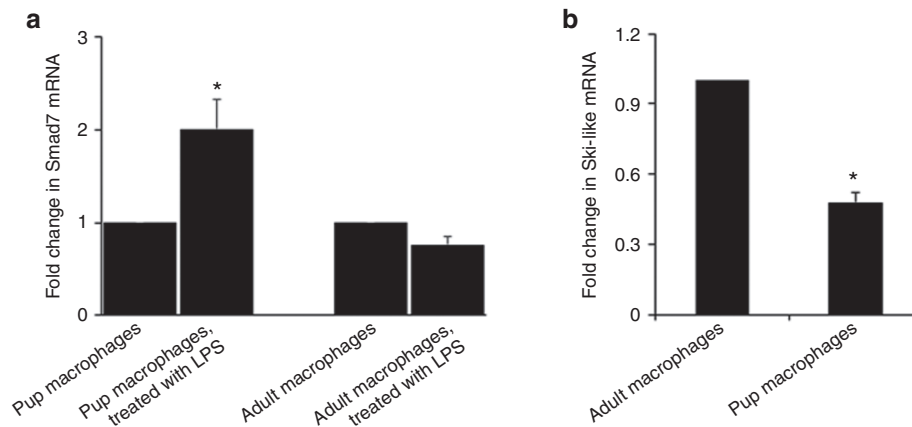 a
Fold change in Smad7 mRNA
3
2
1
0
*
Pup macrophages
Pup macrophages,
treated with LPS
Adult macrophages
Adult macrophages,
treated with LPS
b
Fold change in Ski-like mRNA
1.2
0.9
0.6
0.3
0
*
Adult macrophages
Pup macrophages